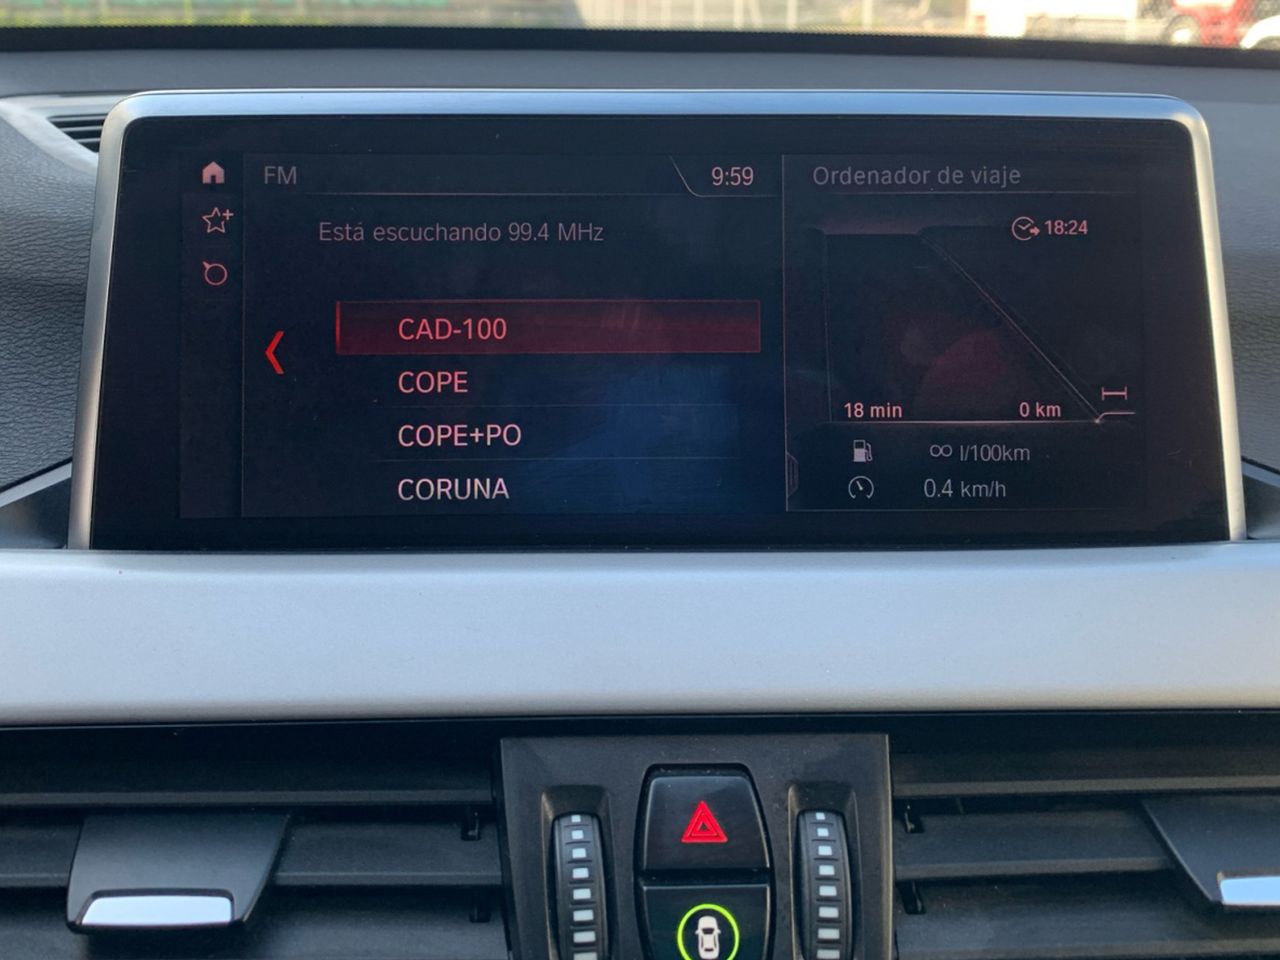 FM
9:59
Ordenador de viaje
Está escuchando 99.4 MHz
18:24
CAD-100
COPE
COPE+PO
CORUNA
18 min
0 km
∞ l/100km
0.4 km/h